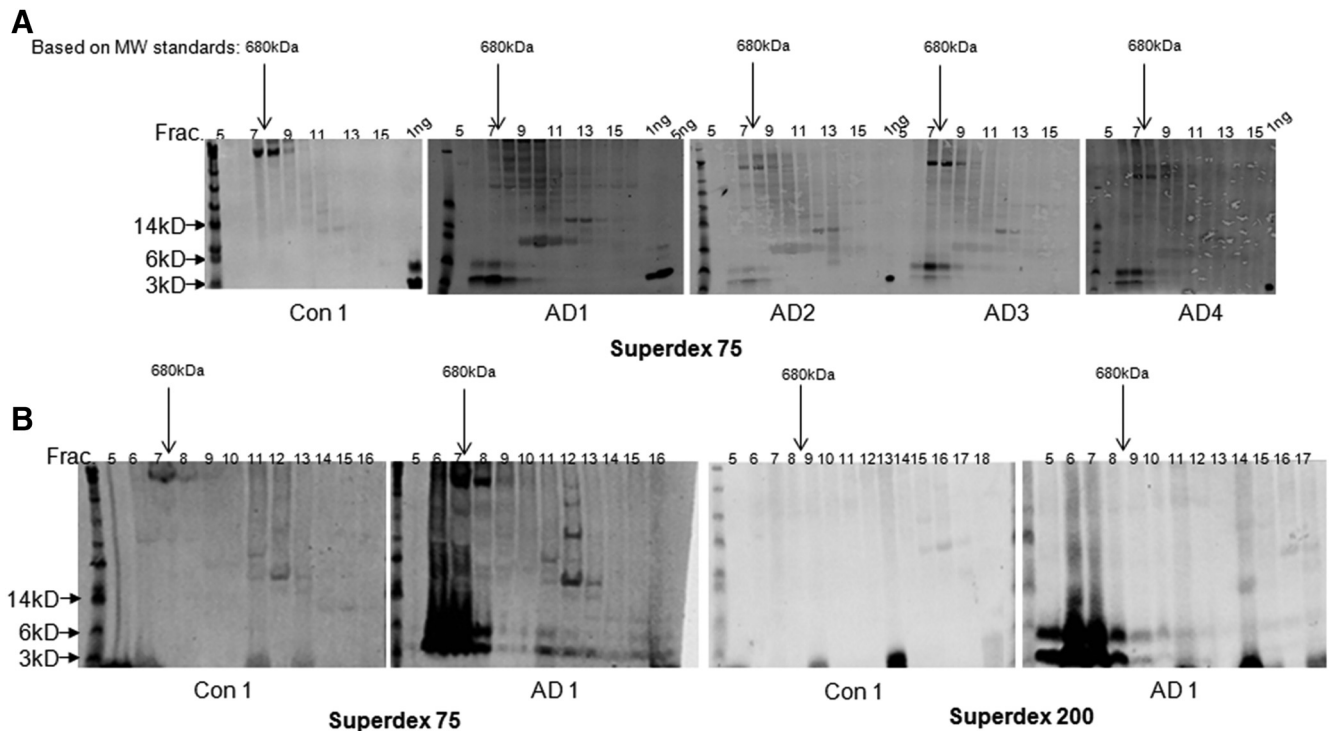 A
Based on MW standards: 680kDa 680kDa 680kDa 680kDa 680kDa
Frac. 5 7 9 11 13 15 1ng 5 7 9 11 13 15 1ng 5ng 5 7 9 11 13 15 1ng 5 7 9 11 13 15 5 7 9 11 13 15 1ng
14kD
6kD
3kD
Con 1 AD1 AD2 AD3 AD4
Superdex 75
680kDa 680kDa 680kDa 680kDa
B
Frac. 5 6 7 8 9 10 11 12 13 14 15 16 5 6 7 8 9 10 11 12 13 14 15 16 5 6 7 8 9 10 11 12 13 14 15 16 17 18 5 6 7 8 9 10 11 12 13 14 15 16 17
14kD
6kD
3kD
Con 1 AD 1 Con 1 AD 1
Superdex 75 Superdex 200